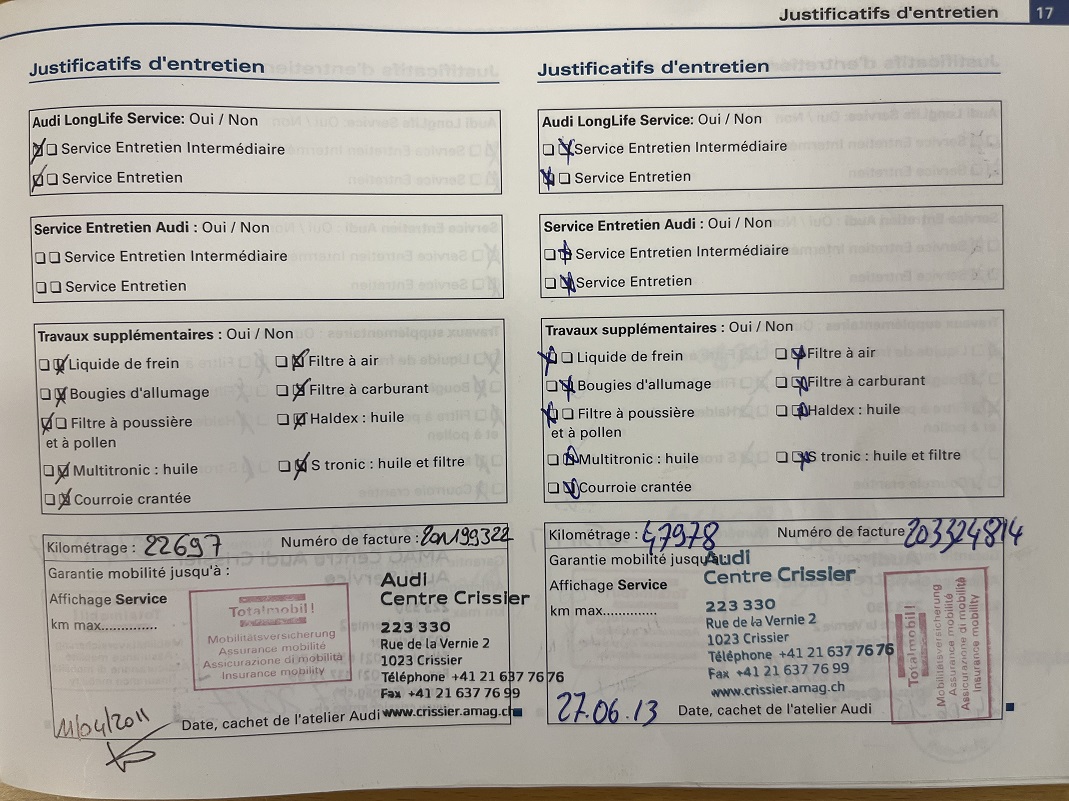 Justificatifs d'entretien 17
Justificatifs d'entretien
Audi LongLife Service: Oui / Non
Service Entretien Intermédiaire
Service Entretien
Service Entretien Audi : Oui / Non
Service Entretien Intermédiaire
Service Entretien
Travaux supplémentaires : Oui / Non
Liquide de frein
Filtre à air
Bougies d'allumage
Filtre à carburant
Filtre à poussière
et à pollen
Haldex : huile
Multitronic : huile
S tronic : huile et filtre
Courroie crantée
Kilométrage : 22697
Numéro de facture :
Garantie mobilité jusqu'à :
Affichage Service
km max..............
Totalmobil!
Mobilitätsversicherung
Assurance mobilité
Assicurazione di mobilità
Insurance mobility
Audi
Centre Crissier
223 330
Rue de la Vernie 2
1023 Crissier
Téléphone +41 21 637 76 76
Fax +41 21 637 76 99
www.crissier.amag.ch
11/04/2011
Date, cachet de l'atelier Audi
Justificatifs d'entretien
Audi LongLife Service: Oui / Non
Service Entretien Intermédiaire
Service Entretien
Service Entretien Audi : Oui / Non
Service Entretien Intermédiaire
Service Entretien
Travaux supplémentaires : Oui / Non
Liquide de frein
Filtre à air
Bougies d'allumage
Filtre à carburant
Filtre à poussière
et à pollen
Haldex : huile
Multitronic : huile
S tronic : huile et filtre
Courroie crantée
Kilométrage : 47978
Numéro de facture
Garantie mobilité jusqu'à
Affichage Service
km max..............
Audi
Centre Crissier
223 330
Rue de la Vernie 2
1023 Crissier
Téléphone +41 21 637 76 76
Fax +41 21 637 76 99
www.crissier.amag.ch
Totalmobil!
Mobilitätsversicherung
Assurance mobilité
Assicurazione di mobilità
Insurance mobility
27.06.13
Date, cachet de l'atelier Audi